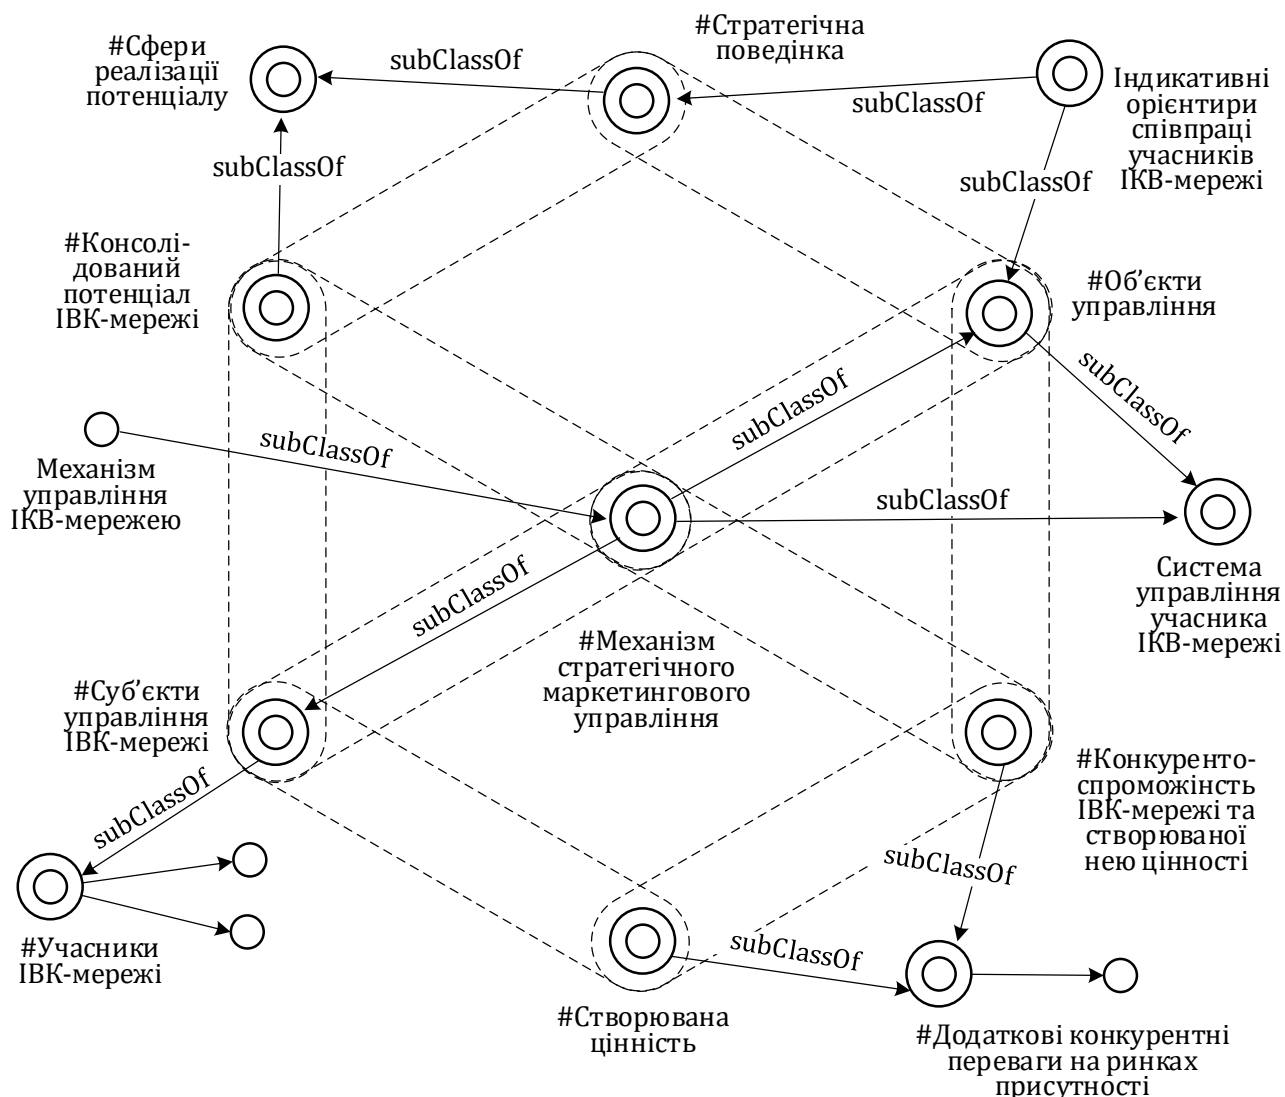 #Сфери
реалізації
потенціалу
subClassOf
#Стратегічна
поведінка
subClassOf
Індикативні
орієнтири
співпраці
учасників
ІКВ-мережі
subClassOf
subClassOf
#Консолі-
дований
потенціал
ІВК-мережі
#Об’єкти
управління
subClassOf
subClassOf
Механізм
управління
ІКВ-мережею
subClassOf
subClassOf
Система
управління
учасника
ІКВ-мережі
subClassOf
#Механізм
стратегічного
маркетингового
управління
#Суб’єкти
управління
ІВК-мережі
subClassOf
#Конкуренто-
спроможінсть
ІВК-мережі та
створюваної
нею цінності
subClassOf
#Учасники
ІВК-мережі
subClassOf
#Створювана
цінність
#Додаткові конкурентні
переваги на ринках
присутності